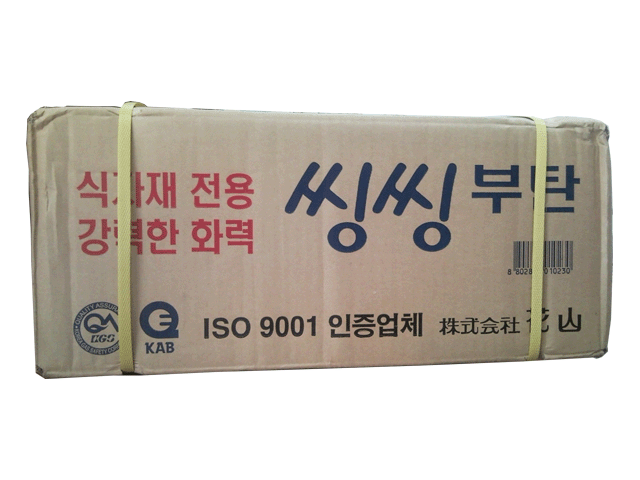 식자재 전용
강력한 화력
씽씽 부탄
KAB
ISO 9001 인증업체
株式会社 花山